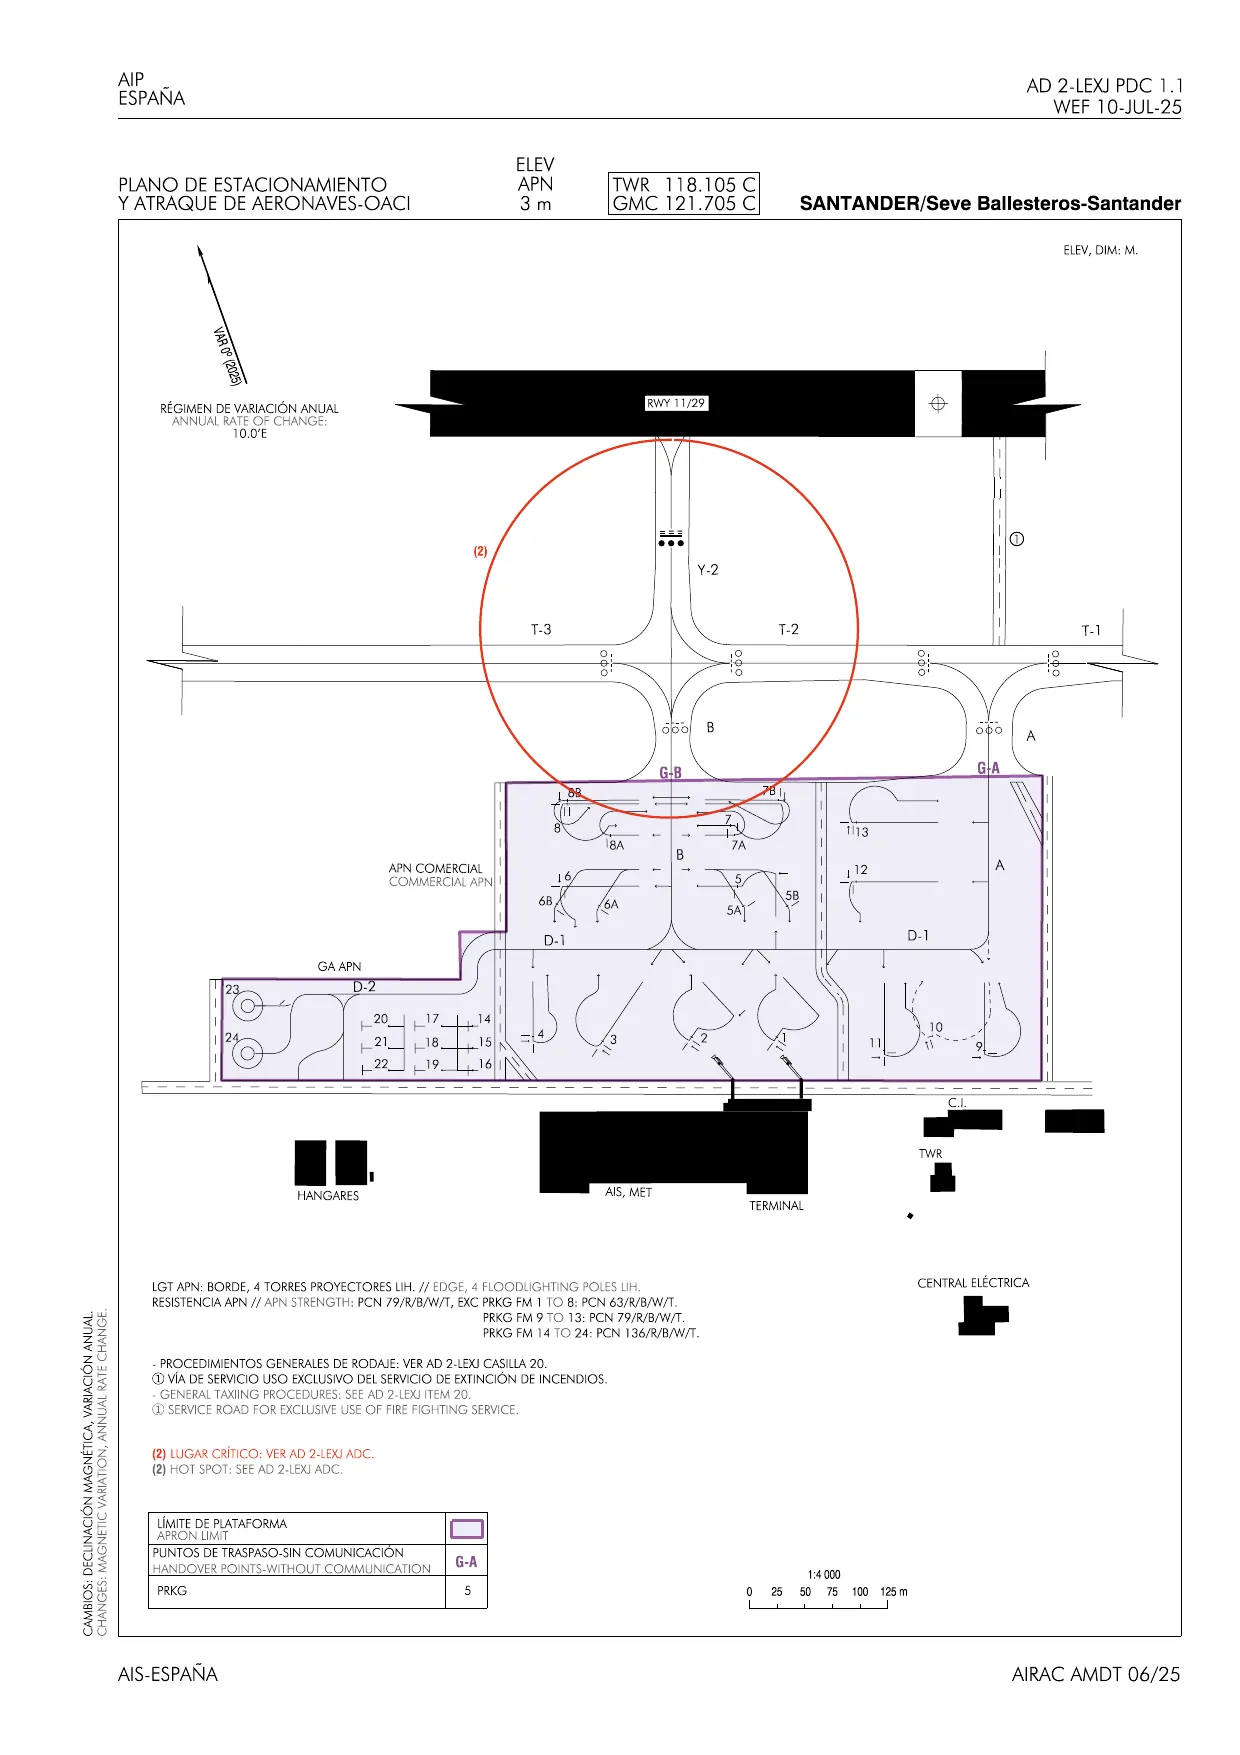 AIP
ESPAÑA
AD 2-LEXJ PDC 1.1
WEF 10-JUL-25
PLANO DE ESTACIONAMIENTO
Y ATRAQUE DE AERONAVES-OACI
ELEV
APN
3 m
TWR 118.105 C
GMC 121.705 C
SANTANDER/Seve Ballesteros-Santander
ELEV, DIM: M.
VAR 0º (2025)
RÉGIMEN DE VARIACIÓN ANUAL
ANNUAL RATE OF CHANGE:
10.0'E
RWY 11/29
(2)
①
Y-2
T-3
T-2
T-1
B
A
G-B
G-A
8B
7B
8
7
13
8A
7A
APN COMERCIAL
COMMERCIAL APN
B
A
6
5
12
6B
6A
5A
5B
D-1
D-1
GA APN
D-2
23
24
20
17
14
21
18
15
22
19
16
4
3
2
1
11
10
9
C.I.
TWR
HANGARES
AIS, MET
TERMINAL
CENTRAL ELÉCTRICA
LGT APN: BORDE, 4 TORRES PROYECTORES LIH. // EDGE, 4 FLOODLIGHTING POLES LIH.
RESISTENCIA APN // APN STRENGTH: PCN 79/R/B/W/T, EXC PRKG FM 1 TO 8: PCN 63/R/B/W/T.
PRKG FM 9 TO 13: PCN 79/R/B/W/T.
PRKG FM 14 TO 24: PCN 136/R/B/W/T.
- PROCEDIMIENTOS GENERALES DE RODAJE: VER AD 2-LEXJ CASILLA 20.
① VÍA DE SERVICIO USO EXCLUSIVO DEL SERVICIO DE EXTINCIÓN DE INCENDIOS.
- GENERAL TAXIING PROCEDURES: SEE AD 2-LEXJ ITEM 20.
① SERVICE ROAD FOR EXCLUSIVE USE OF FIRE FIGHTING SERVICE.
(2) LUGAR CRÍTICO: VER AD 2-LEXJ ADC.
(2) HOT SPOT: SEE AD 2-LEXJ ADC.
LÍMITE DE PLATAFORMA
APRON LIMIT
PUNTOS DE TRASPASO-SIN COMUNICACIÓN
HANDOVER POINTS-WITHOUT COMMUNICATION
G-A
PRKG
5
1:4 000
0 25 50 75 100 125 m
CAMBIOS: DECLINACIÓN MAGNÉTICA, VARIACIÓN ANUAL.
CHANGES: MAGNETIC VARIATION, ANNUAL RATE CHANGE.
AIS-ESPAÑA
AIRAC AMDT 06/25